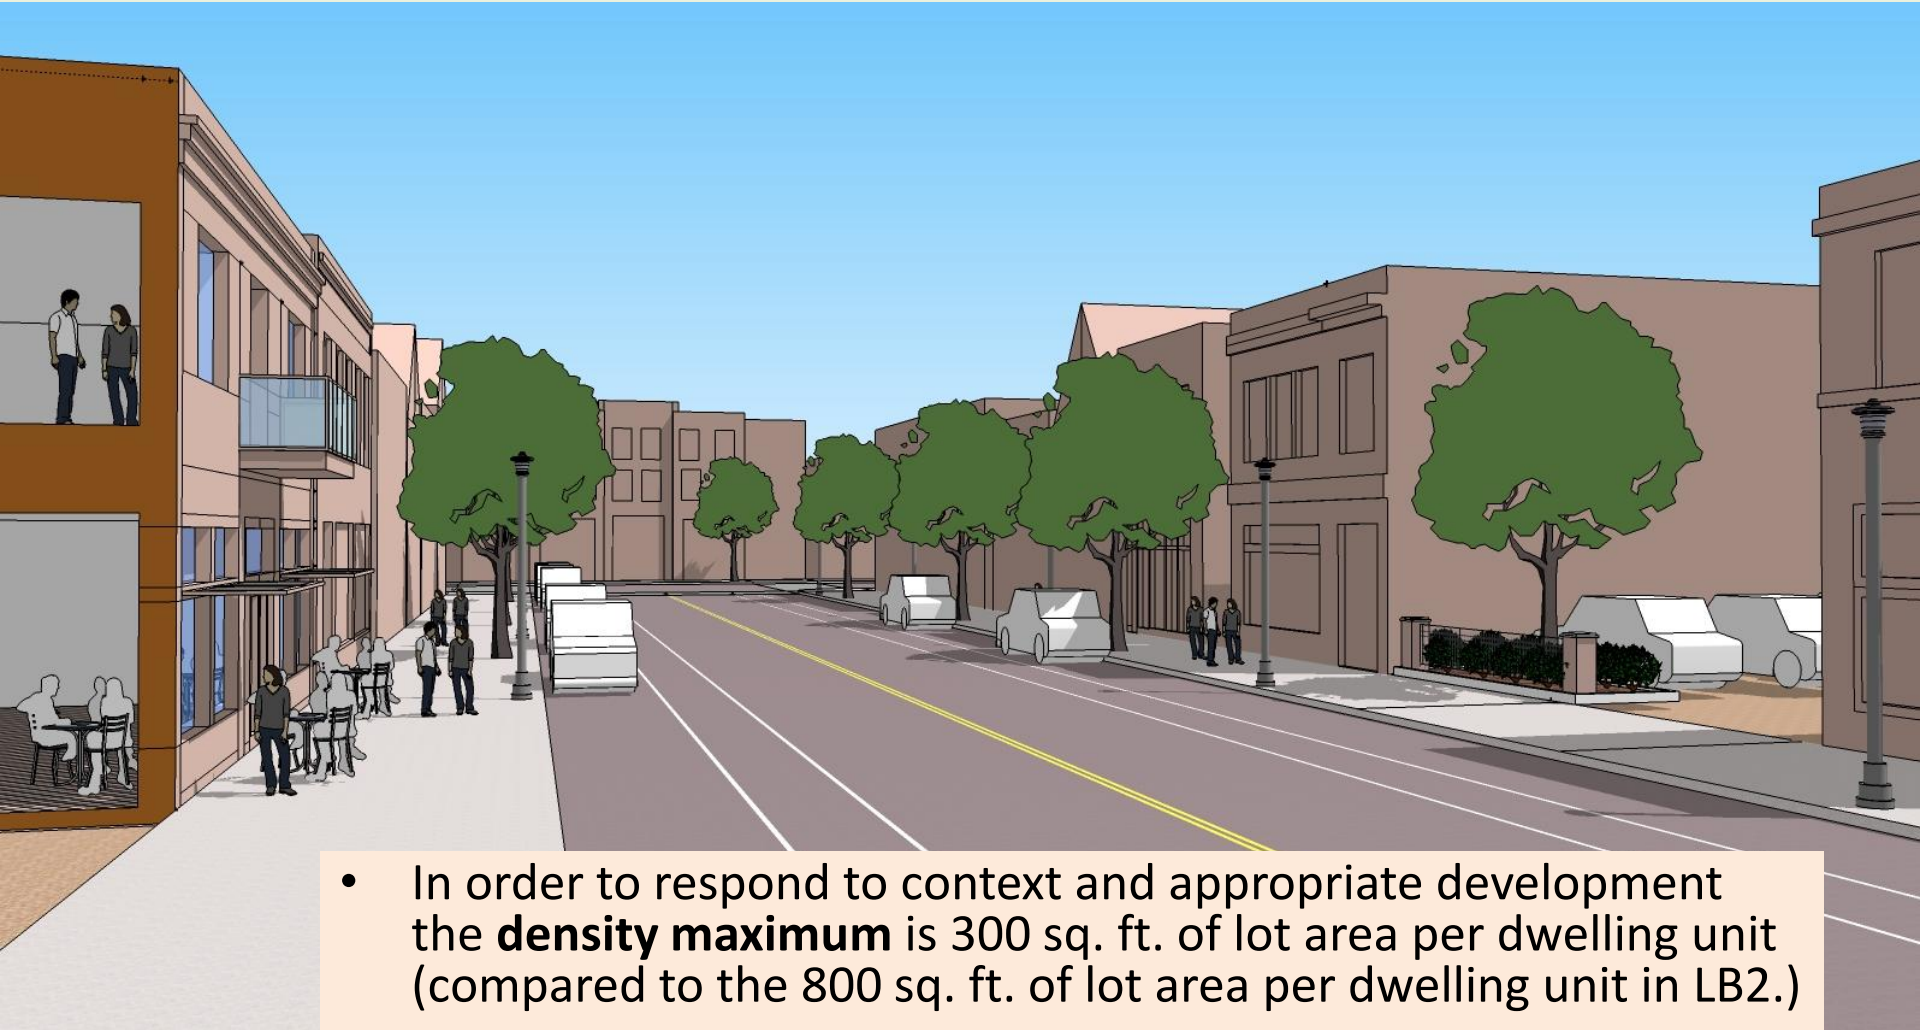 • In order to respond to context and appropriate development
the density maximum is 300 sq. ft. of lot area per dwelling unit
(compared to the 800 sq. ft. of lot area per dwelling unit in LB2.)